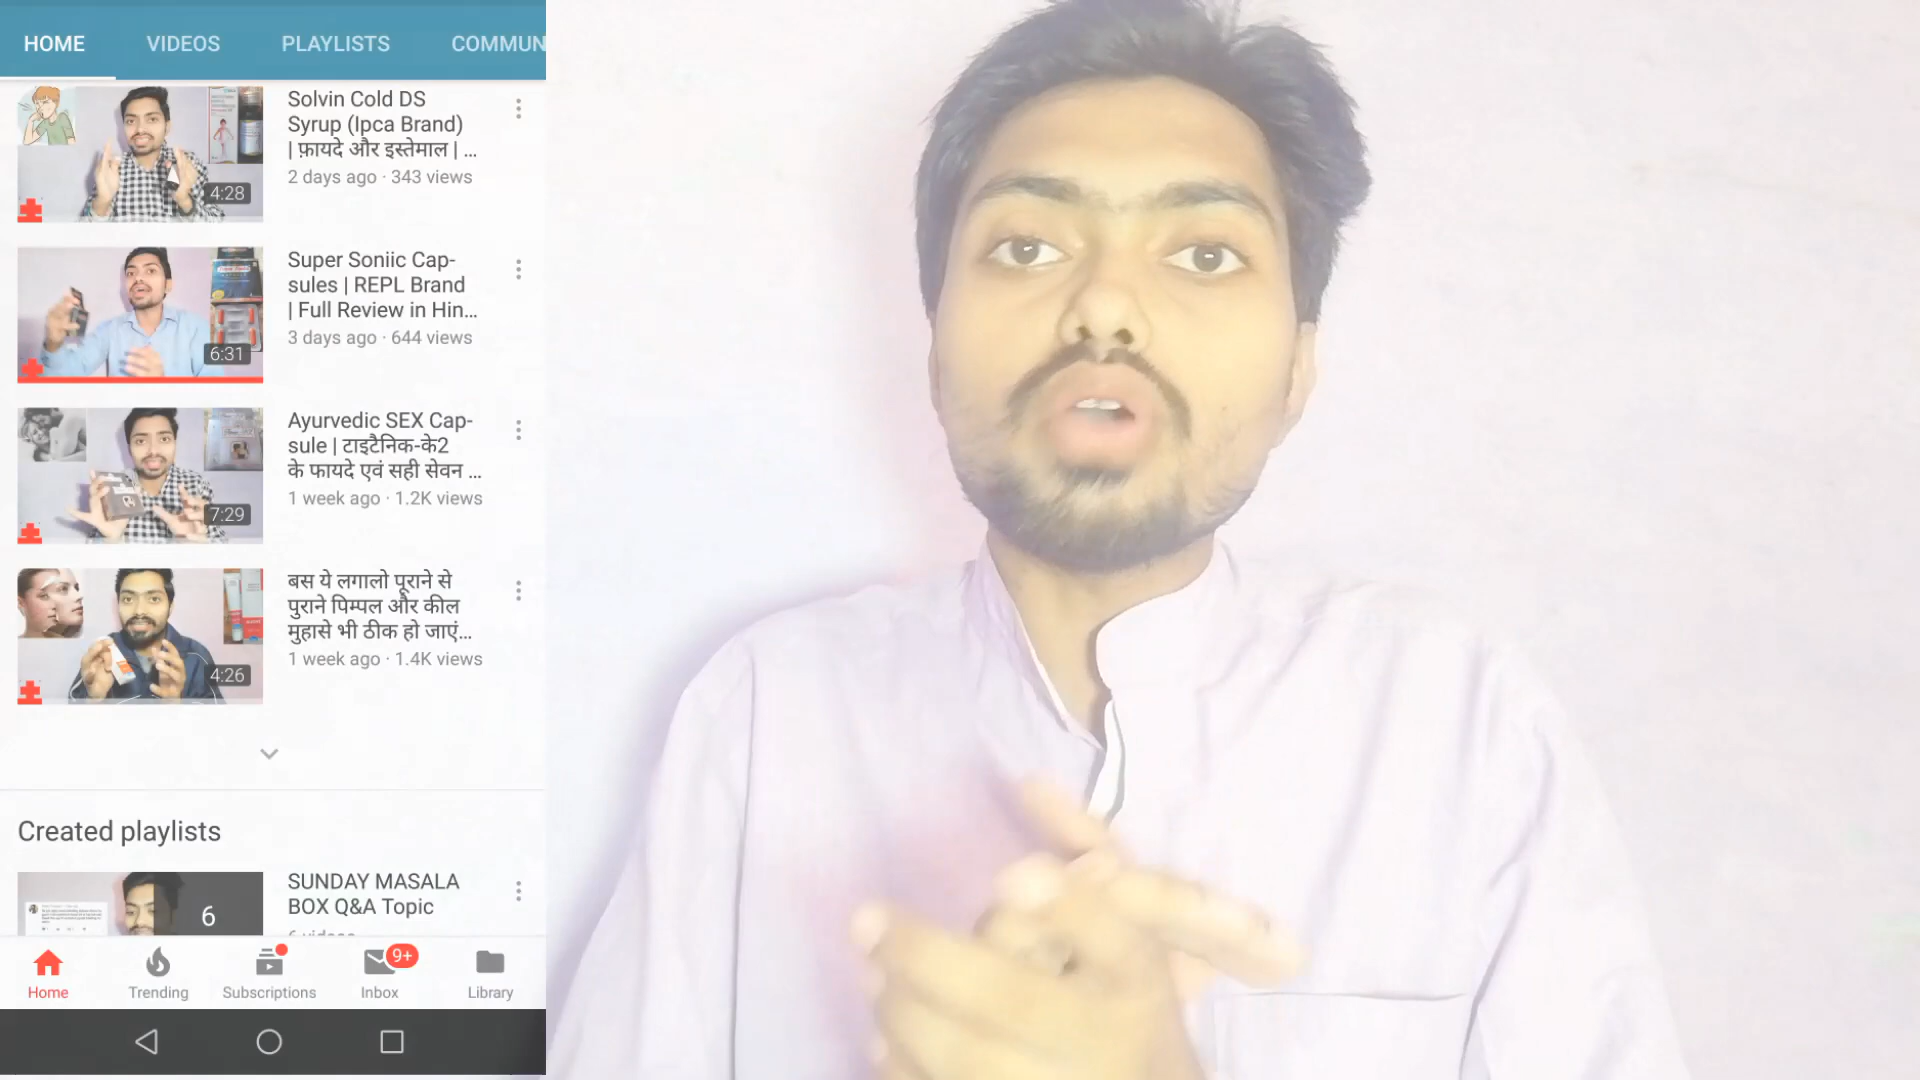 HOME VIDEOS PLAYLISTS COMMUN
Solvin Cold DS
Syrup (Ipca Brand)
| फ़ायदे और इस्तेमाल | ...
2 days ago · 343 views
4:28
Super Soniic Cap-
sules | REPL Brand
| Full Review in Hin...
3 days ago · 644 views
6:31
Ayurvedic SEX Cap-
sule | टाइटैनिक-के2
के फायदे एवं सही सेवन ...
1 week ago · 1.2K views
7:29
बस ये लगालो पूराने से
पुराने पिम्पल और कील
मुहासे भी ठीक हो जाएं...
1 week ago · 1.4K views
4:26
Created playlists
SUNDAY MASALA
BOX Q&A Topic
6 videos
6
9+
Home Trending Subscriptions Inbox Library